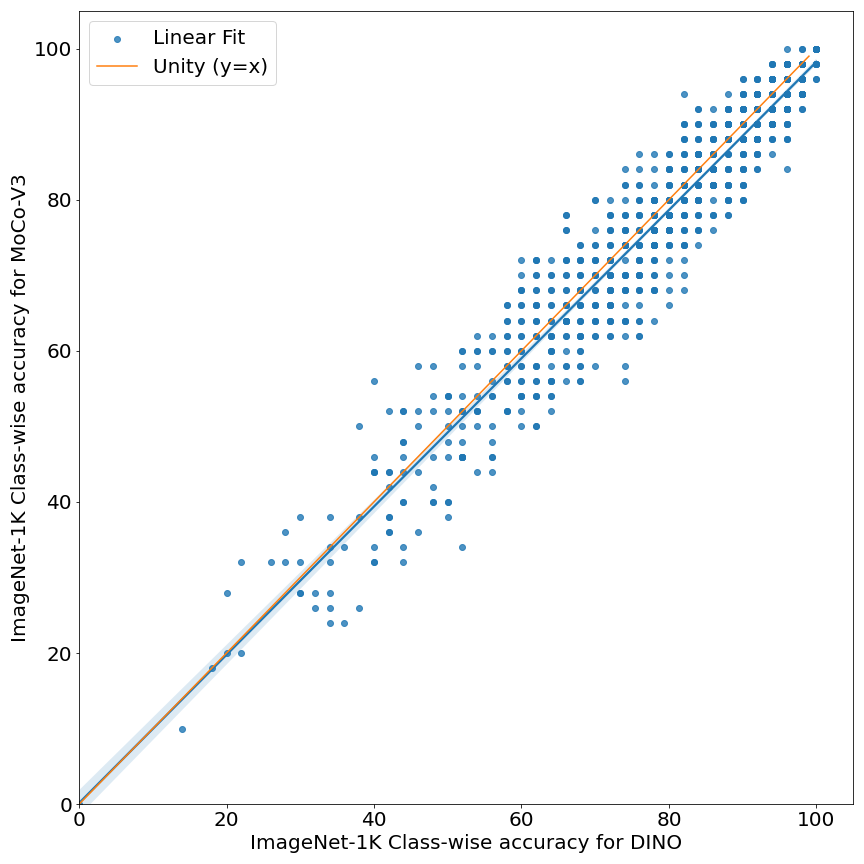 Linear Fit
Unity (y=x)
100
80
60
40
20
0
ImageNet-1K Class-wise accuracy for MoCo-V3
0 20 40 60 80 100
ImageNet-1K Class-wise accuracy for DINO